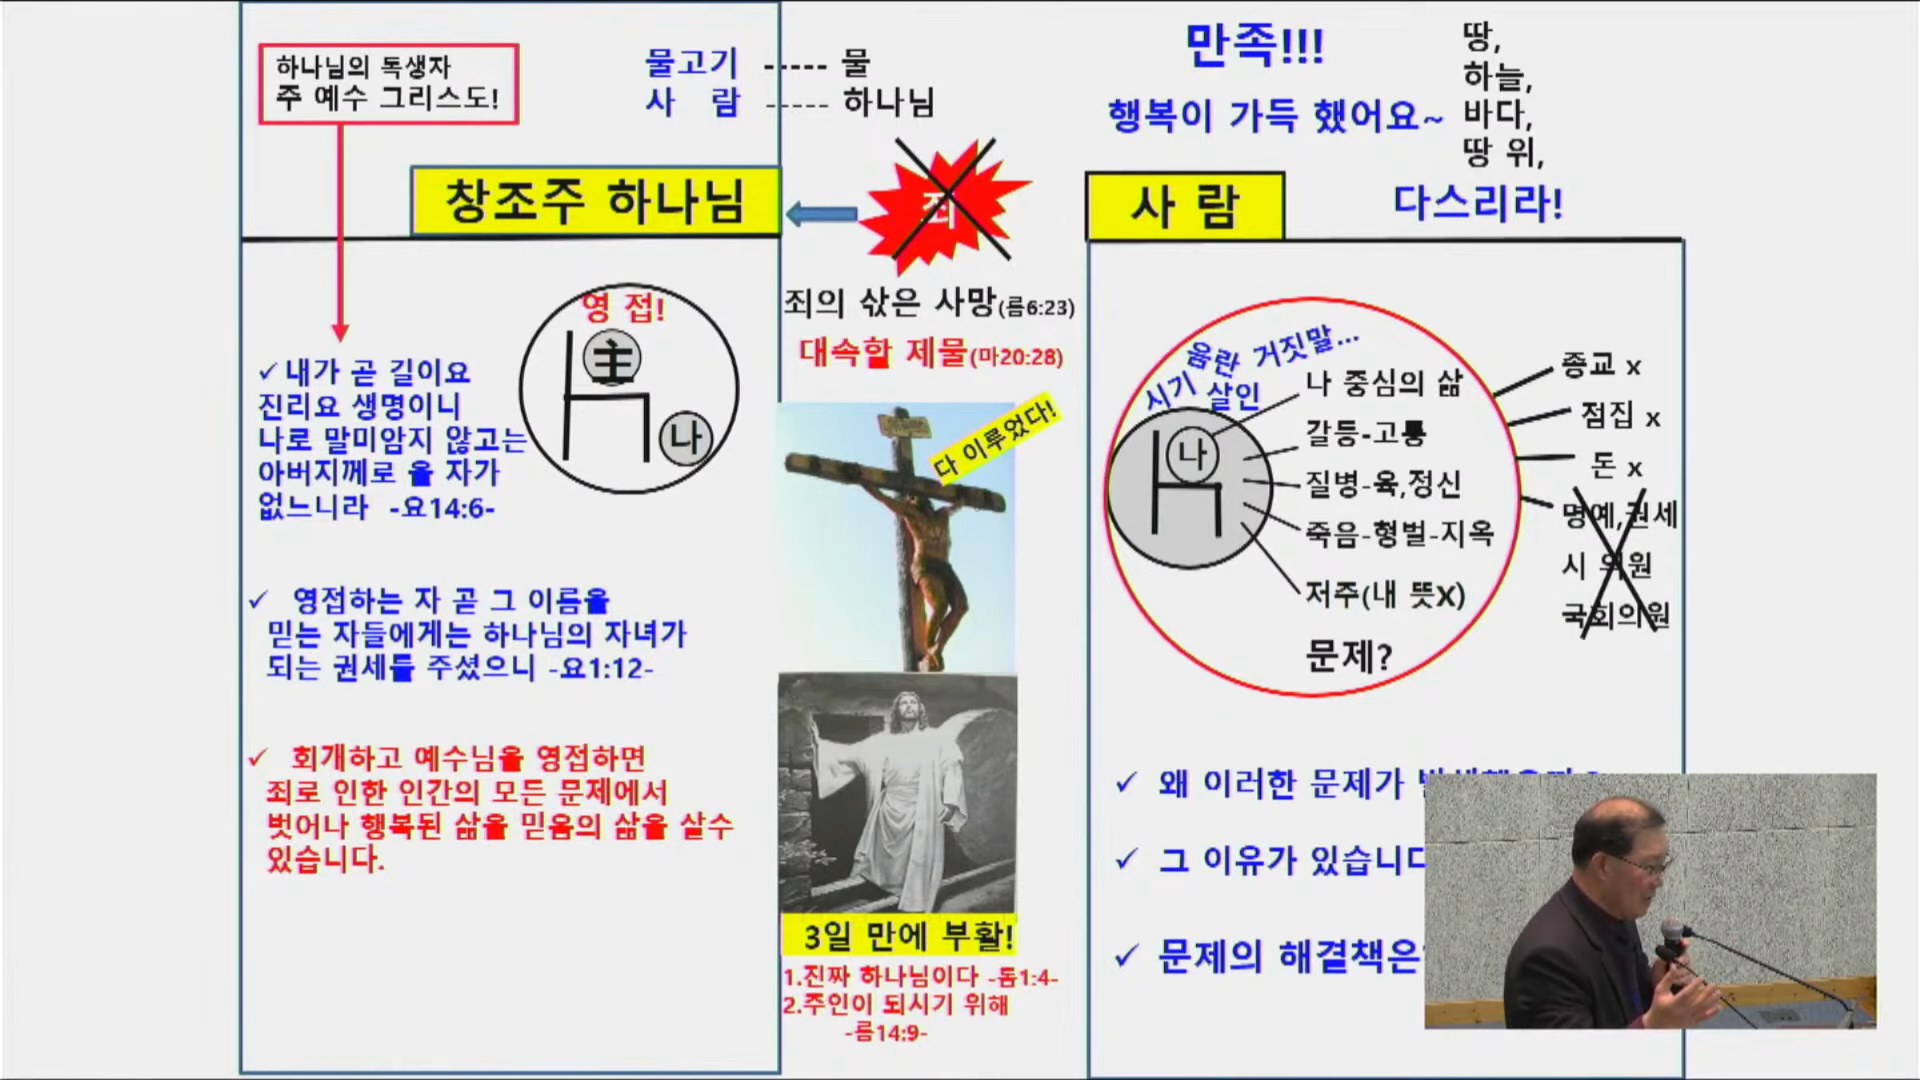 하나님의 독생자
주 예수 그리스도!
물고기 ----- 물
사 람 ----- 하나님
만족!!!
행복이 가득 했어요~
땅,
하늘,
바다,
땅 위,
다스리라!
창조주 하나님
죄
사 람
영 접!
主
나
✓ 내가 곧 길이요
진리요 생명이니
나로 말미암지 않고는
아버지께로 올 자가
없느니라 -요14:6-
✓ 영접하는 자 곧 그 이름을
믿는 자들에게는 하나님의 자녀가
되는 권세를 주셨으니 -요1:12-
✓ 회개하고 예수님을 영접하면
죄로 인한 인간의 모든 문제에서
벗어나 행복된 삶을 믿음의 삶을 살수
있습니다.
죄의 삯은 사망(롬6:23)
대속할 제물(마20:28)
다 이루었다!
3일 만에 부활!
1.진짜 하나님이다 -롬1:4-
2.주인이 되시기 위해
-롬14:9-
음란 거짓말...
시기 살인
나
나 중심의 삶
갈등-고통
질병-육,정신
죽음-형벌-지옥
저주(내 뜻X)
문제?
종교 x
점집 x
돈 x
명예,권세
시 의원
국회의원
✓ 왜 이러한 문제가
✓ 그 이유가 있습니다
✓ 문제의 해결책은